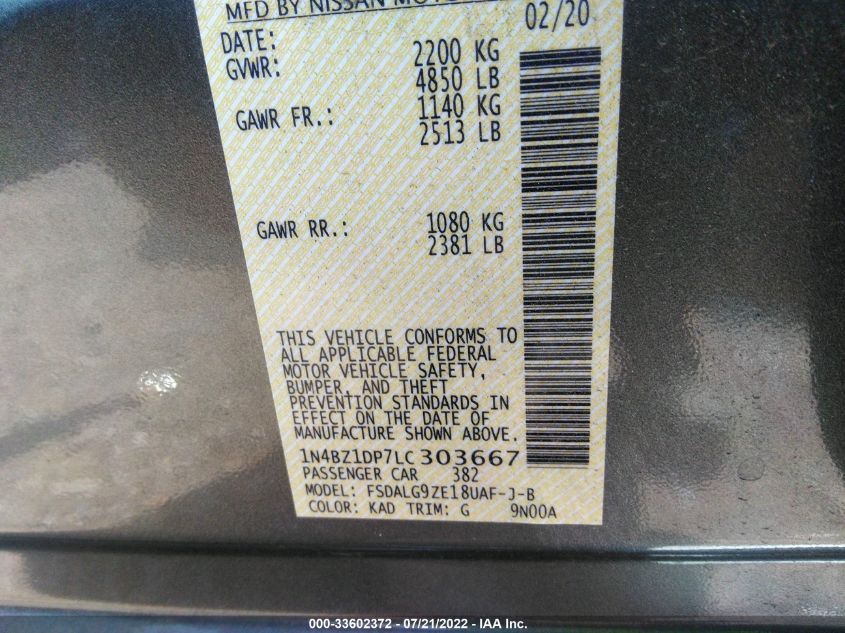 MFD BY NISSAN MOTOR
DATE: 02/20
GVWR: 2200 KG
4850 LB
GAWR FR.: 1140 KG
2513 LB
GAWR RR.: 1080 KG
2381 LB
THIS VEHICLE CONFORMS TO
ALL APPLICABLE FEDERAL
MOTOR VEHICLE SAFETY,
BUMPER, AND THEFT
PREVENTION STANDARDS IN
EFFECT ON THE DATE OF
MANUFACTURE SHOWN ABOVE.
1N4BZ1DP7LC303667
PASSENGER CAR 382
MODEL: FSDALG9ZE18UAF-J-B
COLOR: KAD TRIM: G 9N00A
000-33602372 - 07/21/2022 - IAA Inc.